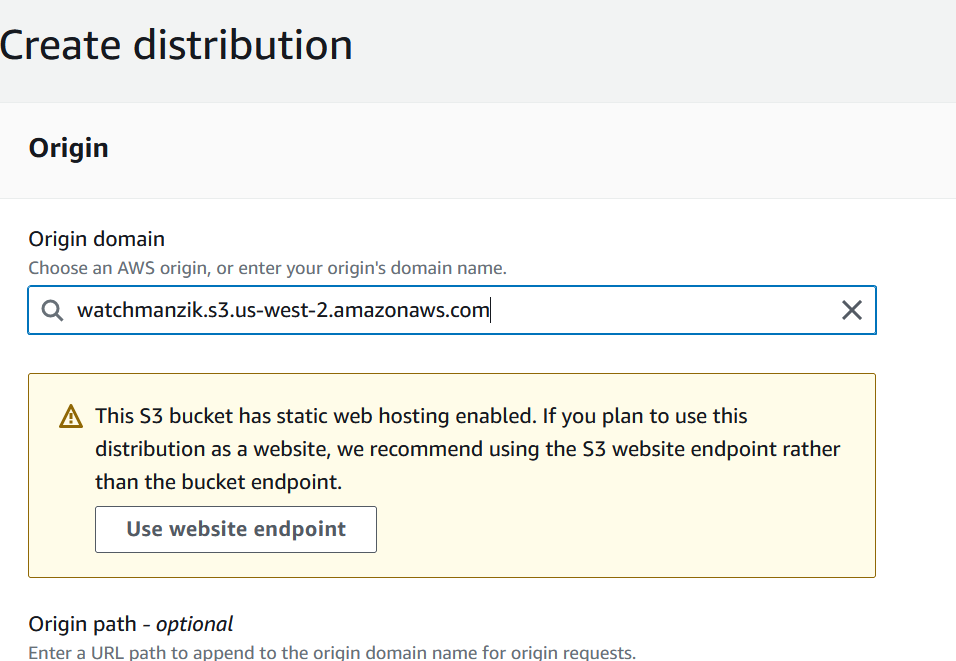 Create distribution
Origin
Origin domain
Choose an AWS origin, or enter your origin's domain name.
watchmanzik.s3.us-west-2.amazonaws.com
This S3 bucket has static web hosting enabled. If you plan to use this
distribution as a website, we recommend using the S3 website endpoint rather
than the bucket endpoint.
Use website endpoint
Origin path - optional
Enter a URL path to append to the origin domain name for origin requests.